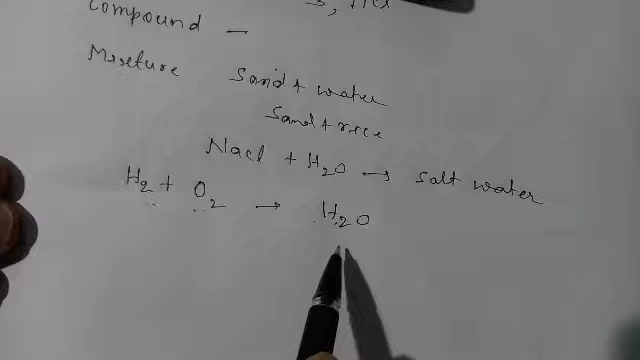 Compound –
Mixture Sand + water
Sand + rice
Nacl + H2O → Salt water
H2 + O2 → H2O